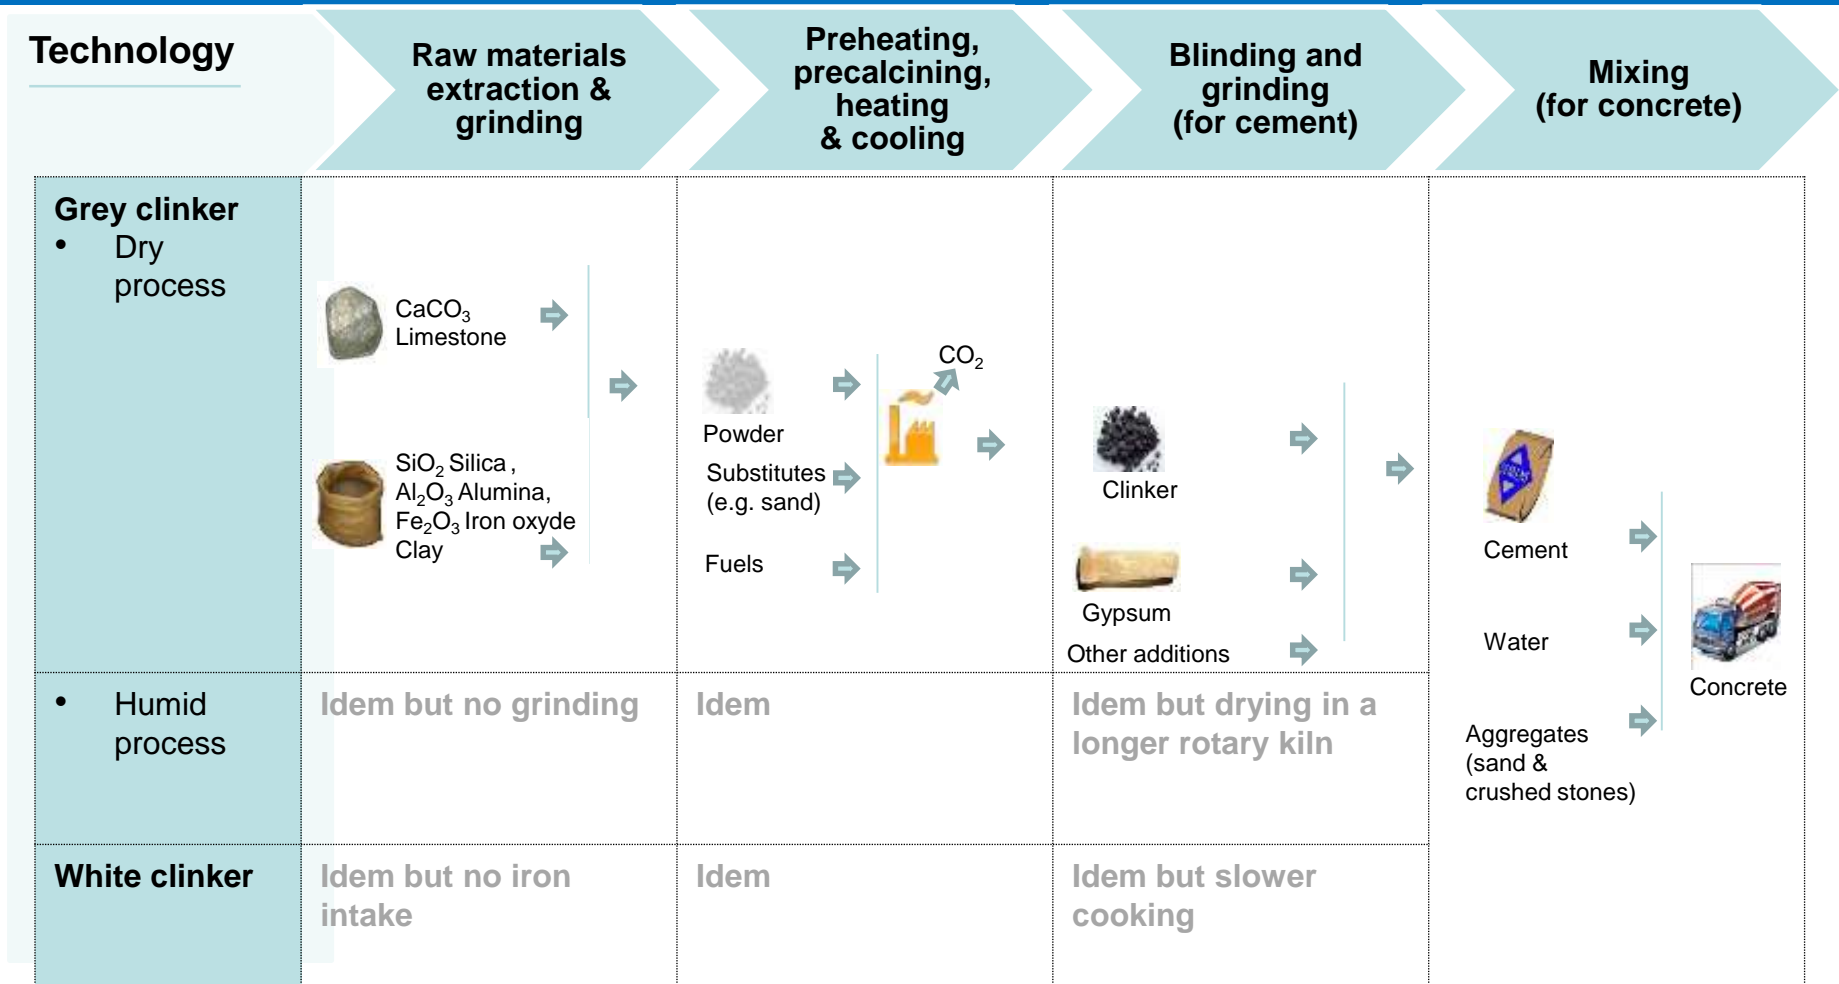 Technology
Raw materials
extraction &
grinding
Preheating,
precalcining,
heating
& cooling
Blinding and
grinding
(for cement)
Mixing
(for concrete)
Grey clinker
• Dry
process
CaCO₃
Limestone
SiO₂ Silica ,
Al₂O₃ Alumina,
Fe₂O₃ Iron oxyde
Clay
Powder
Substitutes
(e.g. sand)
Fuels
CO₂
Clinker
Gypsum
Other additions
Cement
Water
Aggregates
(sand &
crushed stones)
Concrete
• Humid
process
Idem but no grinding
Idem
Idem but drying in a
longer rotary kiln
White clinker
Idem but no iron
intake
Idem
Idem but slower
cooking